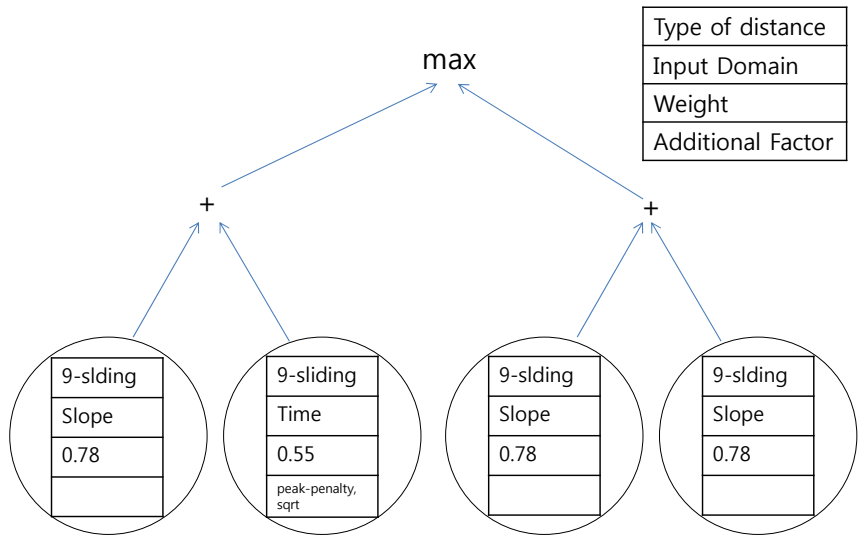 max
Type of distance
Input Domain
Weight
Additional Factor
+
+
9-slding
Slope
0.78
9-sliding
Time
0.55
peak-penalty,
sqrt
9-slding
Slope
0.78
9-slding
Slope
0.78